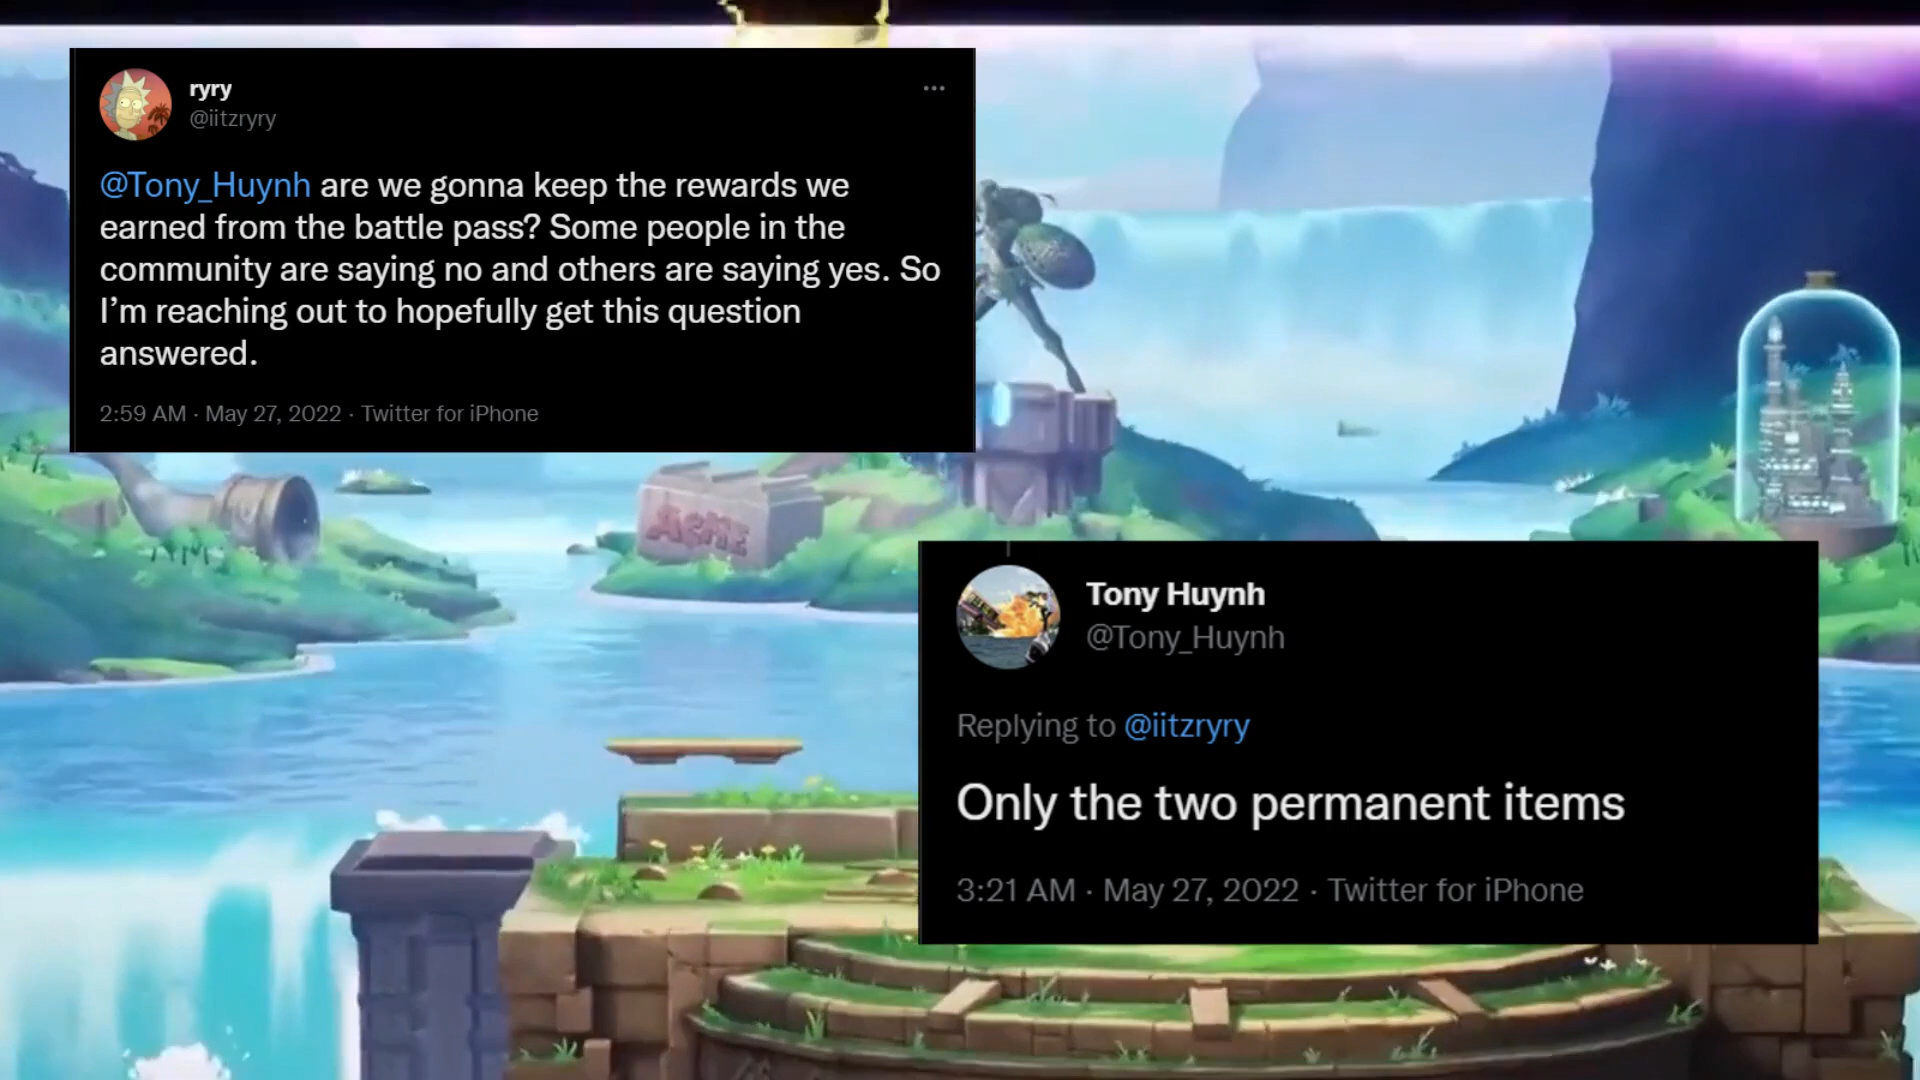 ryry
@iitzryry
@Tony_Huynh are we gonna keep the rewards we
earned from the battle pass? Some people in the
community are saying no and others are saying yes. So
I’m reaching out to hopefully get this question
answered.
2:59 AM · May 27, 2022 · Twitter for iPhone
ACME
Tony Huynh
@Tony_Huynh
Replying to @iitzryry
Only the two permanent items
3:21 AM · May 27, 2022 · Twitter for iPhone